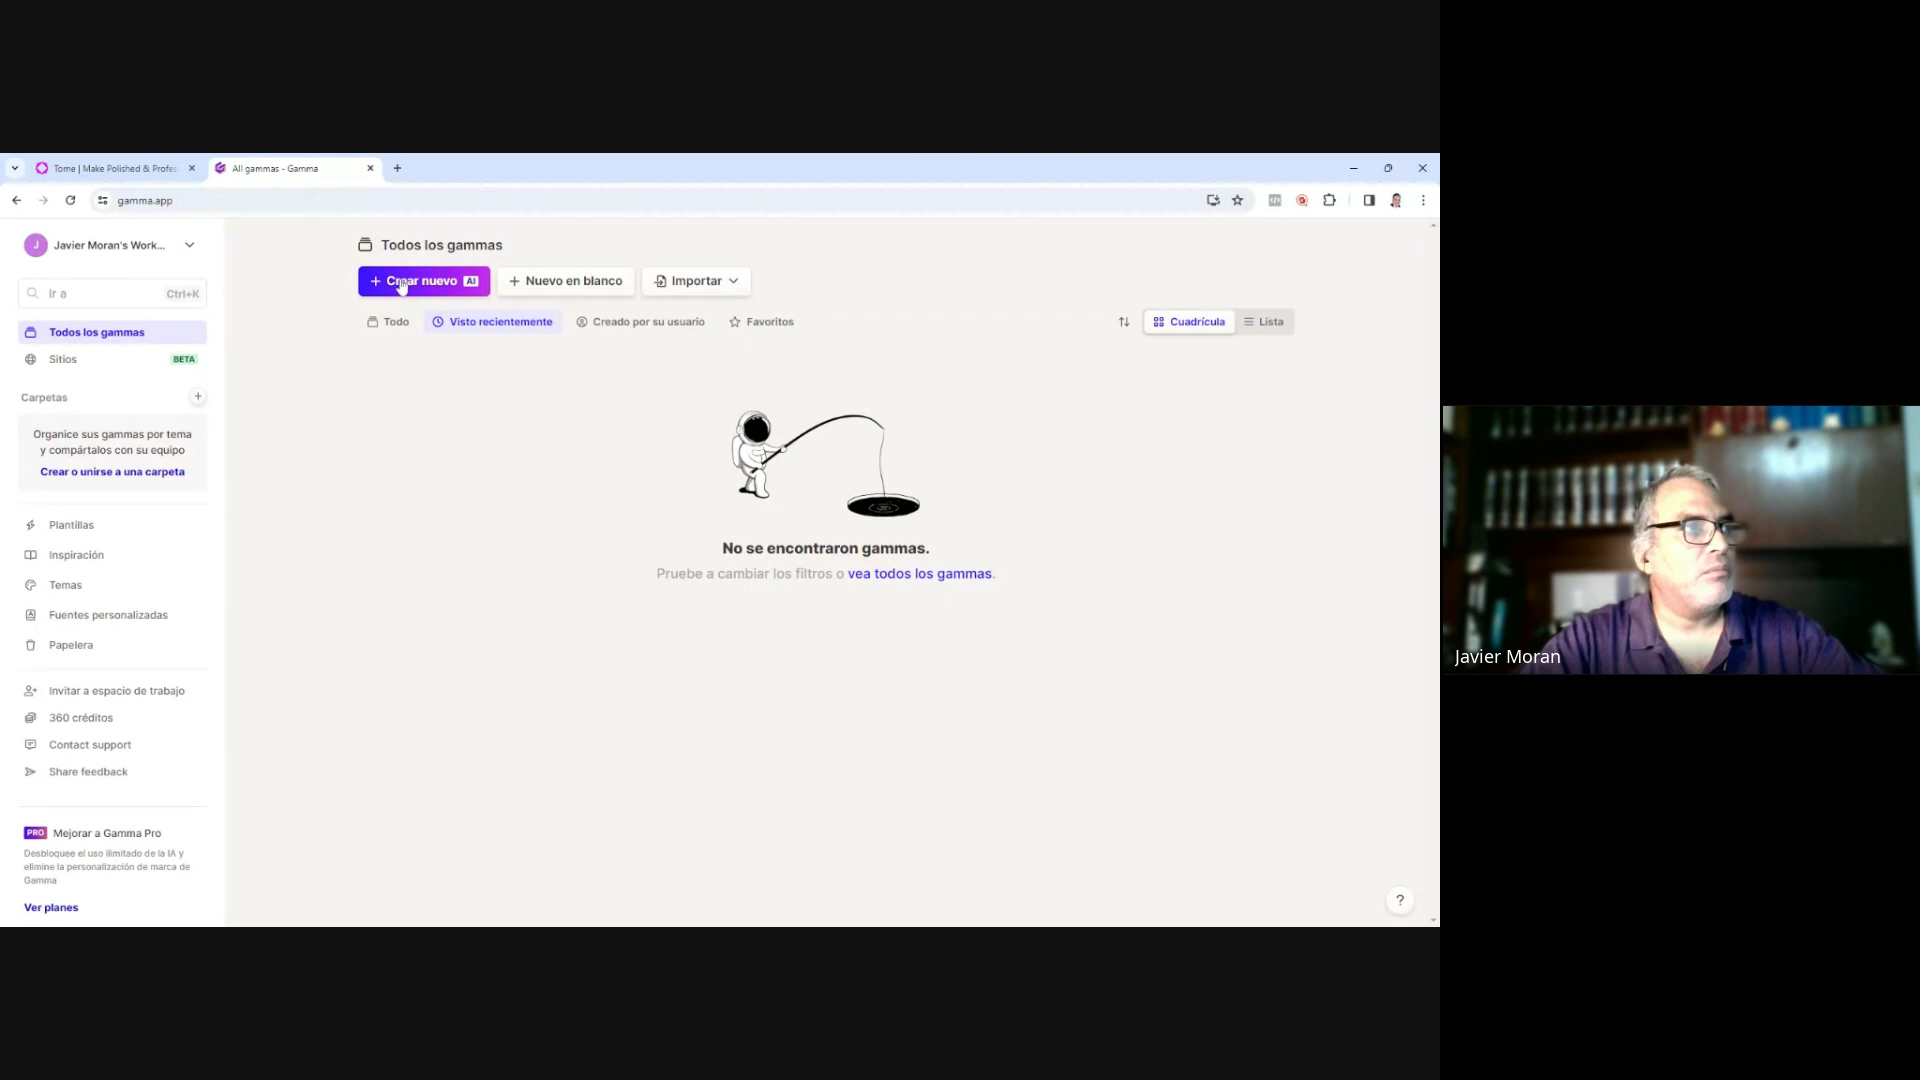 Tome | Make Polished & Profes
All gammas - Gamma
gamma.app
J
Javier Moran's Work...
Ir a
Ctrl+K
Todos los gammas
Sitios
BETA
Carpetas
Organice sus gammas por tema
y compártalos con su equipo
Crear o unirse a una carpeta
Plantillas
Inspiración
Temas
Fuentes personalizadas
Papelera
Invitar a espacio de trabajo
360 créditos
Contact support
Share feedback
PRO Mejorar a Gamma Pro
Desbloquee el uso ilimitado de la IA y
elimine la personalización de marca de
Gamma
Ver planes
Todos los gammas
+ Crear nuevo AI
+ Nuevo en blanco
Importar
Todo
Visto recientemente
Creado por su usuario
Favoritos
Cuadrícula
Lista
No se encontraron gammas.
Pruebe a cambiar los filtros o vea todos los gammas.
?
Javier Moran